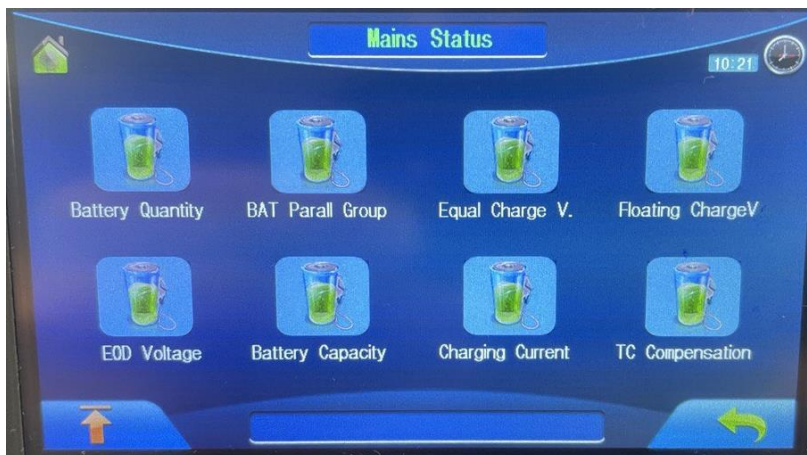 Mains Status
10:21
Battery Quantity
BAT Parall Group
Equal Charge V.
Floating ChargeV
EOD Voltage
Battery Capacity
Charging Current
TC Compensation